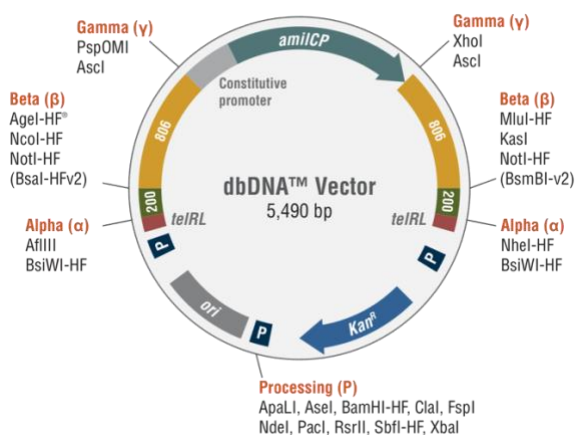 Gamma (γ)
PspOMI
AscI
amilCP
Gamma (γ)
XhoI
AscI
Constitutive
promoter
Beta (β)
AgeI-HF®
NcoI-HF
NotI-HF
(BsaI-HFv2)
806
806
Beta (β)
MluI-HF
KasI
NotI-HF
(BsmBI-v2)
dbDNA™ Vector
5,490 bp
200
200
telRL
telRL
Alpha (α)
AflIII
BsiWI-HF
Alpha (α)
NheI-HF
BsiWI-HF
P
P
ori
P
KanR
Processing (P)
ApaLI, AseI, BamHI-HF, ClaI, FspI
NdeI, PacI, RsrII, SbfI-HF, XbaI